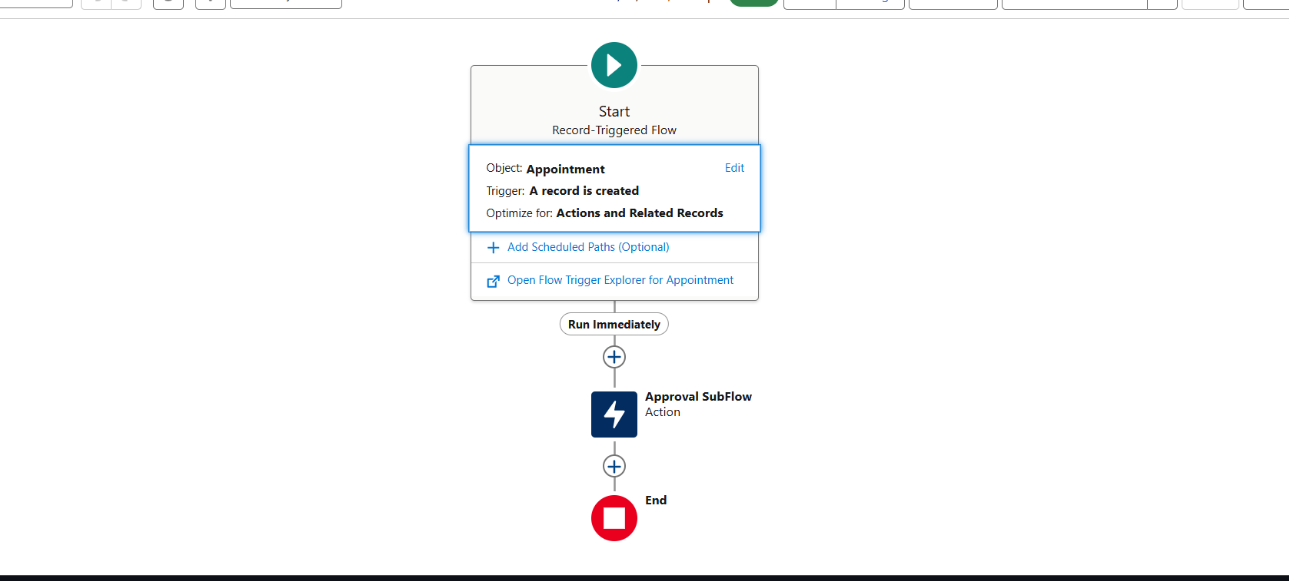 Start
Record-Triggered Flow
Object: Appointment Edit
Trigger: A record is created
Optimize for: Actions and Related Records
Add Scheduled Paths (Optional)
Open Flow Trigger Explorer for Appointment
Run Immediately
Approval SubFlow
Action
End